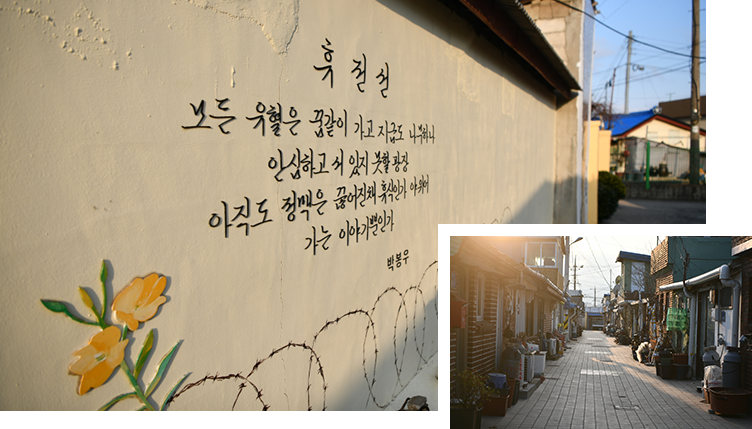 휴전선
모든 유혈은 꿈같이 가고 지금도 나무하나
안심하고 서 있지 못할 광장
아직도 정맥은 끊어진채 휴식인가 야위어
가는 이야기뿐인가
박봉우